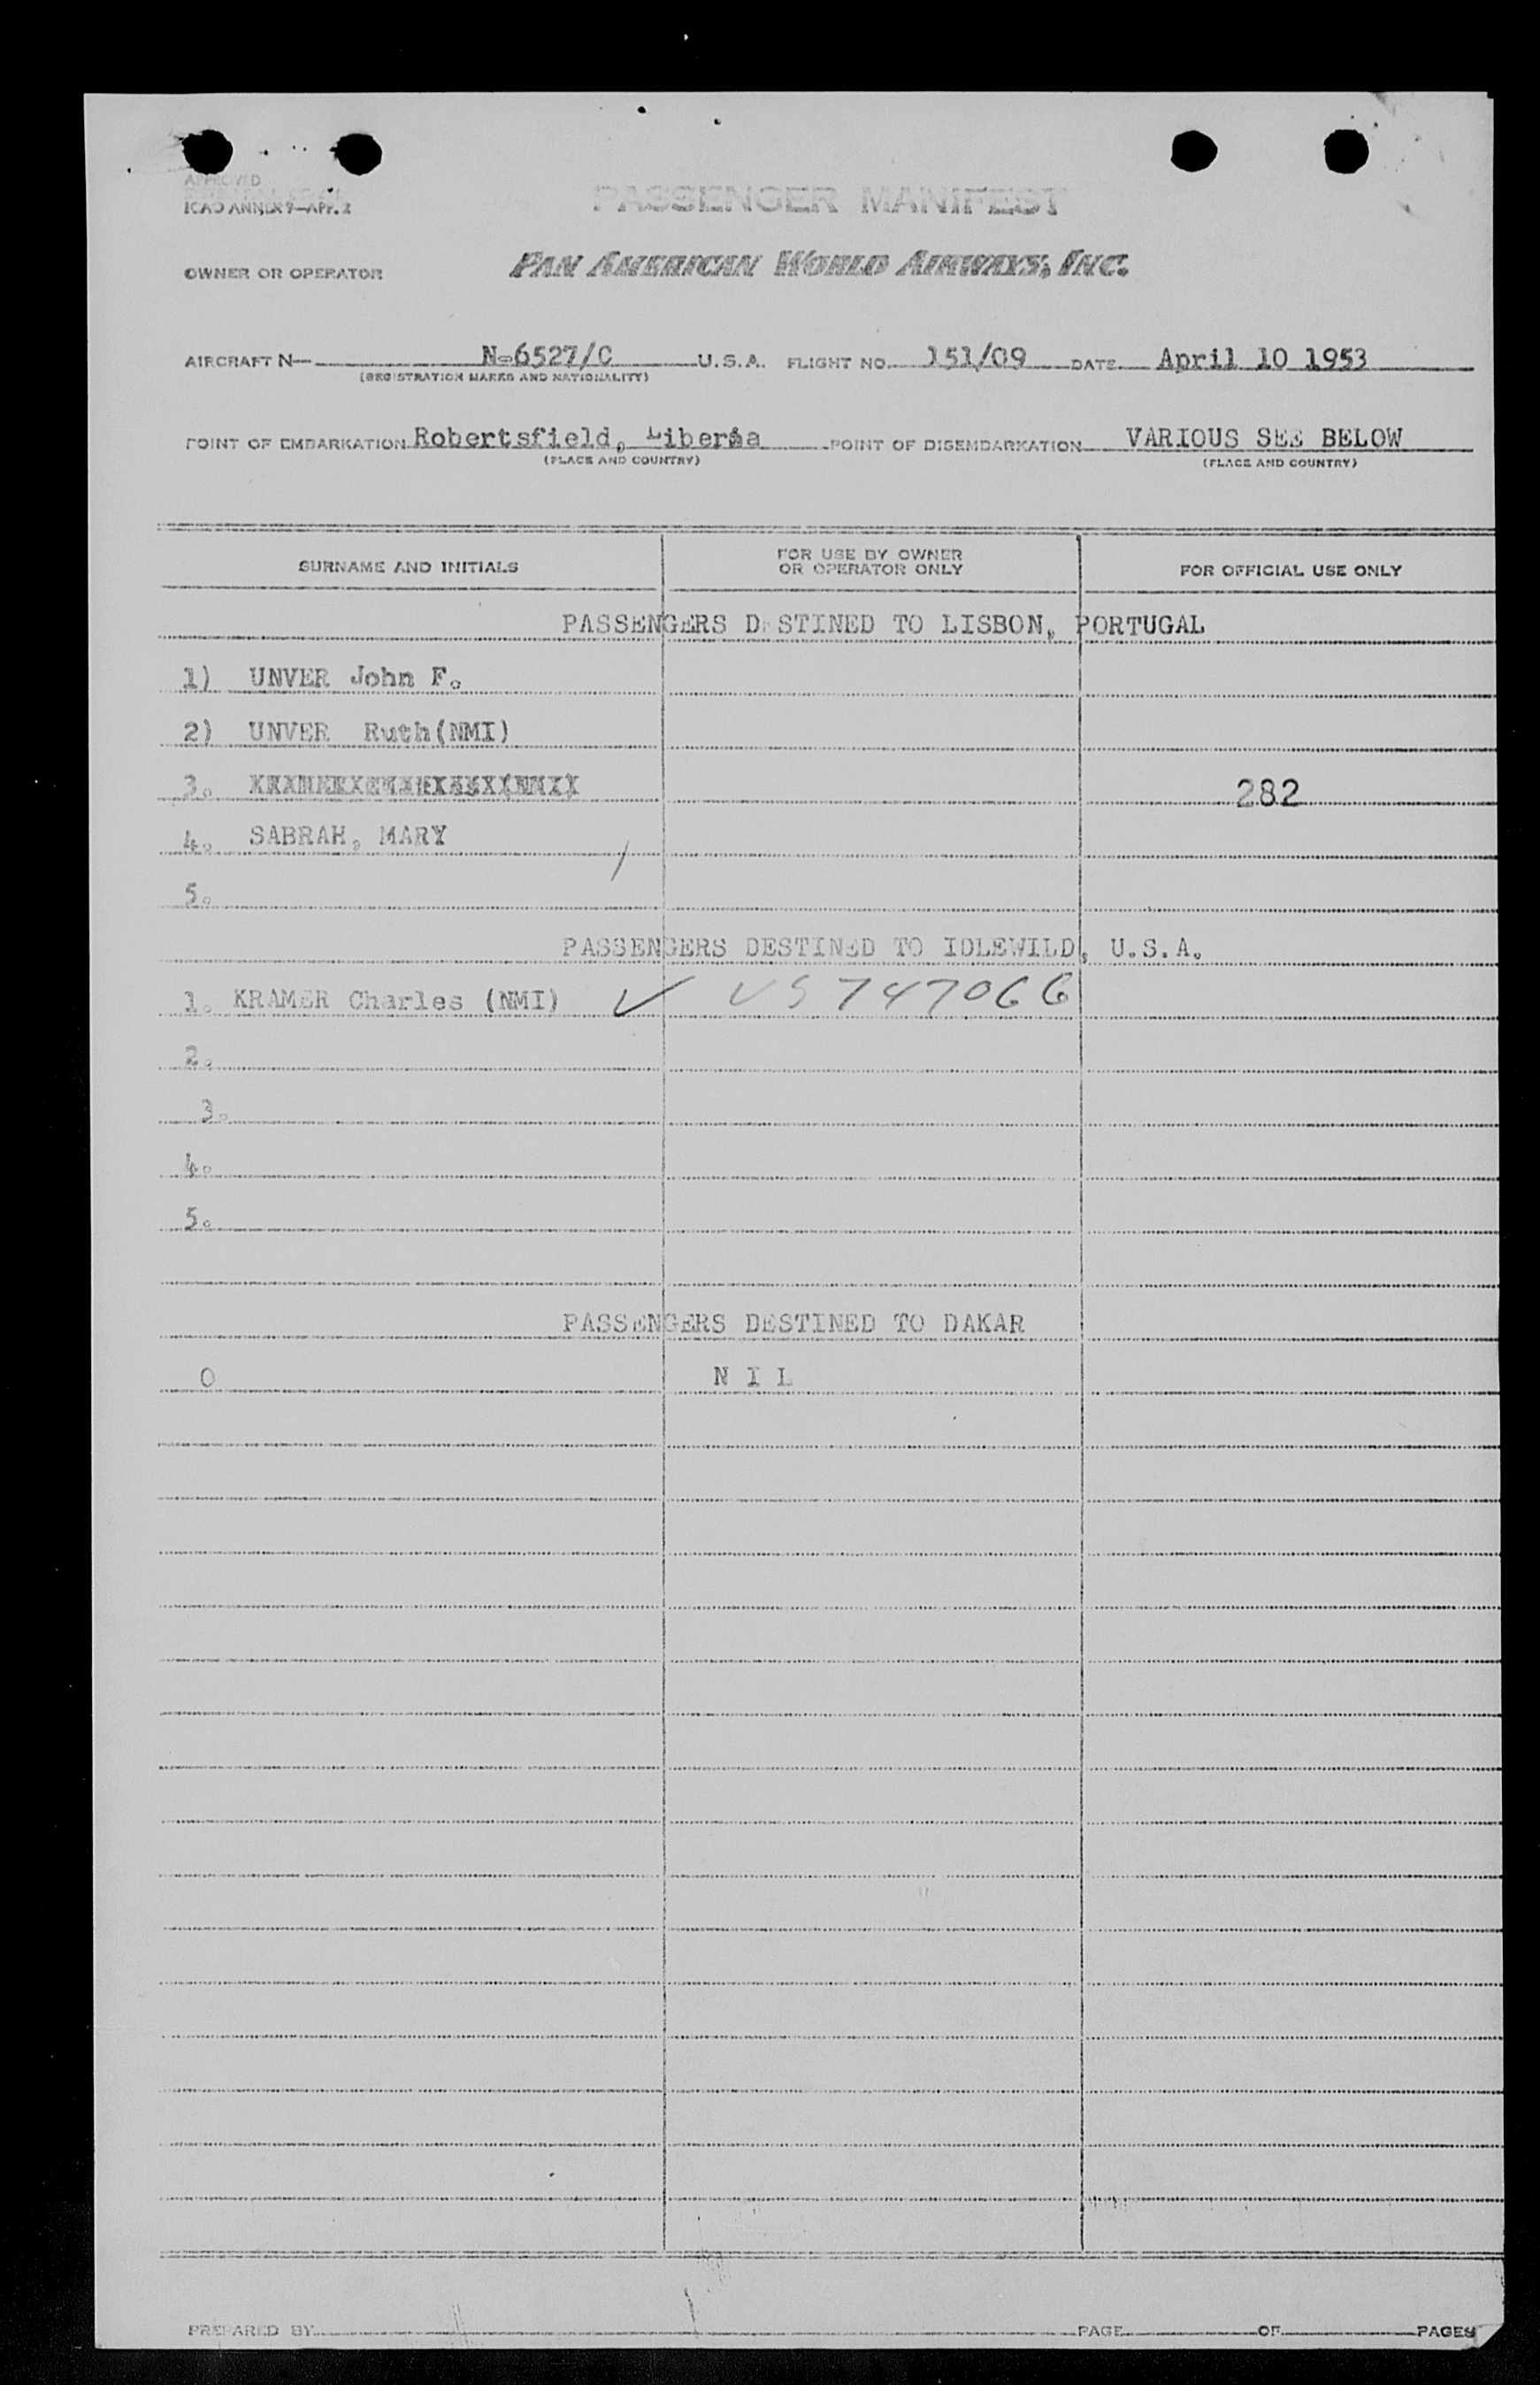 APPROVED
ICAO ANNEX 9—APP. 2
PASSENGER MANIFEST
OWNER OR OPERATOR PAN AMERICAN WORLD AIRWAYS, INC.
AIRCRAFT N— N-6527/C U.S.A. FLIGHT NO. 151/09 DATE April 10 1953
(REGISTRATION MARKS AND NATIONALITY)
POINT OF EMBARKATION Robertsfield, Liberia POINT OF DISEMBARKATION VARIOUS SEE BELOW
(PLACE AND COUNTRY) (PLACE AND COUNTRY)
SURNAME AND INITIALS FOR USE BY OWNER OR OPERATOR ONLY FOR OFFICIAL USE ONLY
PASSENGERS DESTINED TO LISBON, PORTUGAL
1) UNVER John F.
2) UNVER Ruth(NMI)
3. 282
4. SABRAH, MARY /
5.
PASSENGERS DESTINED TO IDLEWILD, U.S.A.
1. KRAMER Charles (NMI) ✓ VS 747066
2.
3.
4.
5.
PASSENGERS DESTINED TO DAKAR
0 N I L
PREPARED BY PAGE OF PAGES